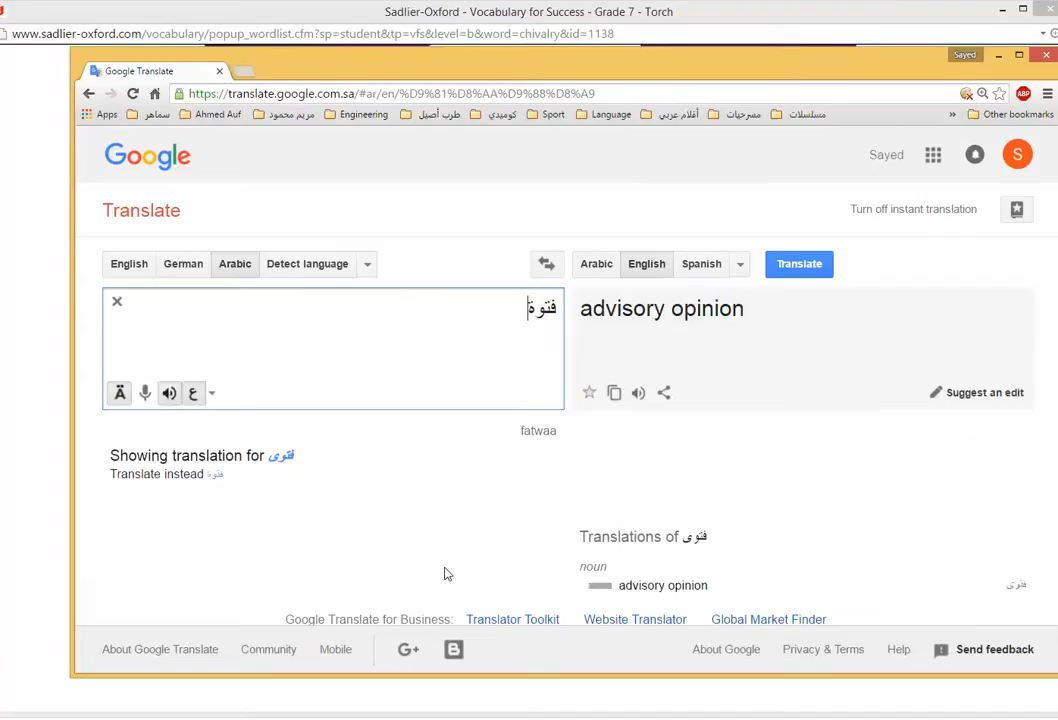 Sadlier-Oxford - Vocabulary for Success - Grade 7 - Torch
www.sadlier-oxford.com/vocabulary/popup_wordlist.cfm?sp=student&tp=vfs&level=b&word=chivalry&id=1138
Sayed
Google Translate
https://translate.google.com.sa/#ar/en/%D9%81%D8%AA%D9%88%D8%A9
Apps سماهر Ahmed Auf مريم محمود Engineering طرب أصيل كوميدي Sport Language أفلام عربي مسرحيات مسلسلات » Other bookmarks
Google Sayed S
Translate Turn off instant translation
English German Arabic Detect language Arabic English Spanish Translate
فتوة advisory opinion
Ä ع Suggest an edit
fatwaa
Showing translation for فتوى
Translate instead فتوة
Translations of فتوى
noun
advisory opinion فتوى
Google Translate for Business: Translator Toolkit Website Translator Global Market Finder
About Google Translate Community Mobile G+ B About Google Privacy & Terms Help Send feedback